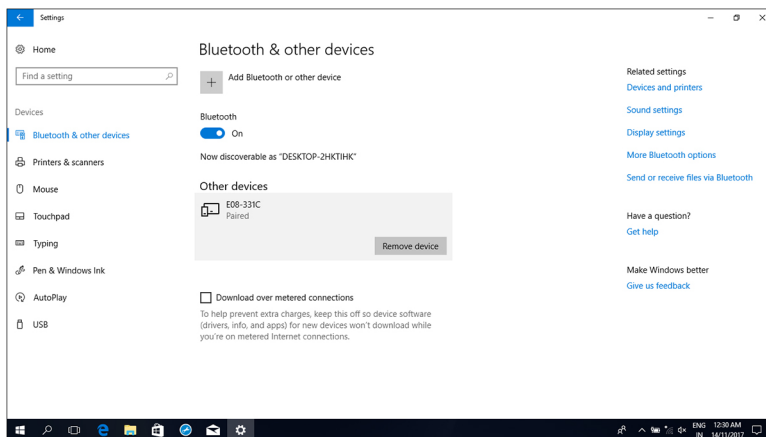 Settings
Home
Find a setting
Devices
Bluetooth & other devices
Printers & scanners
Mouse
Touchpad
Typing
Pen & Windows Ink
AutoPlay
USB
Bluetooth & other devices
Add Bluetooth or other device
Bluetooth
On
Now discoverable as "DESKTOP-2HKTIHK"
Other devices
E08-331C
Paired
Remove device
Download over metered connections
To help prevent extra charges, keep this off so device software
(drivers, info, and apps) for new devices won't download while
you're on metered Internet connections.
Related settings
Devices and printers
Sound settings
Display settings
More Bluetooth options
Send or receive files via Bluetooth
Have a question?
Get help
Make Windows better
Give us feedback
ENG 12:30 AM
IN 14/11/2017